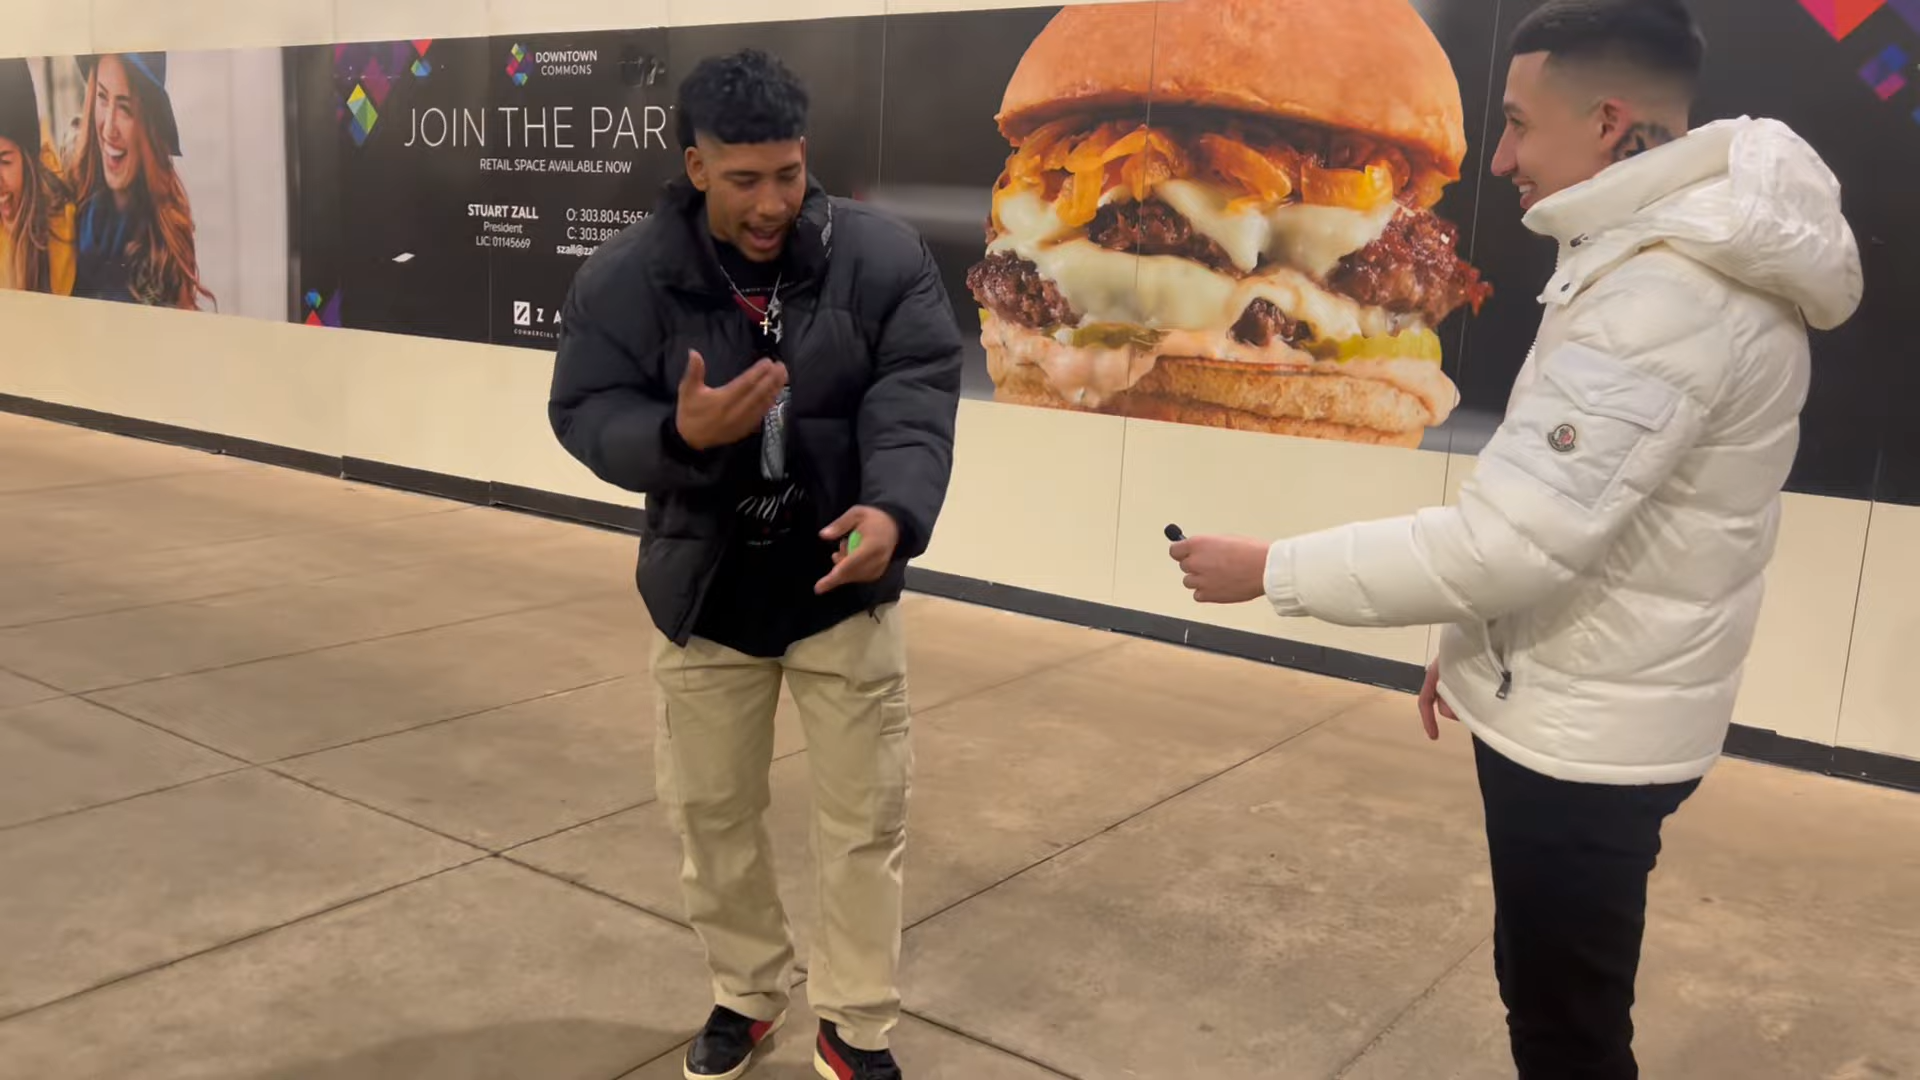 DOWNTOWN
COMMONS
JOIN THE PAR
RETAIL SPACE AVAILABLE NOW
STUART ZALL
President
LIC: 01145669
O: 303.804.565
C: 303.88
szall@za
Z A
COMMERCIAL